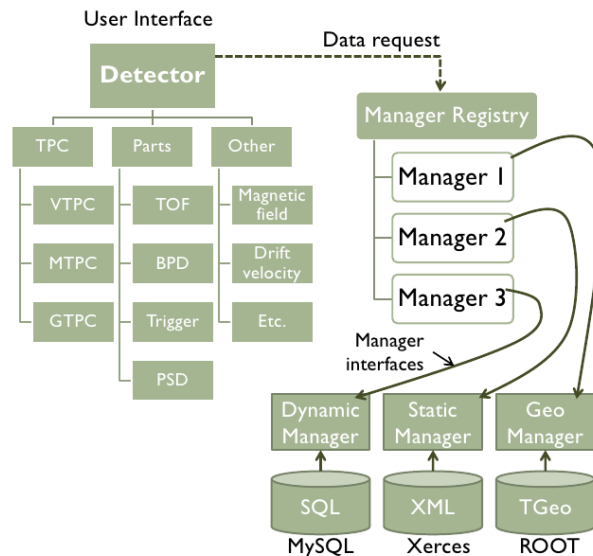 User Interface
Data request
Detector
Manager Registry
TPC
Parts
Other
VTPC
MTPC
GTPC
TOF
BPD
Trigger
PSD
Magnetic
field
Drift
velocity
Etc.
Manager 1
Manager 2
Manager 3
Manager
interfaces
Dynamic
Manager
Static
Manager
Geo
Manager
SQL
XML
TGeo
MySQL
Xerces
ROOT